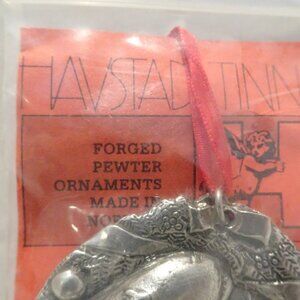 HAVSTAD TINN
FORGED
PEWTER
ORNAMENTS
MADE IN